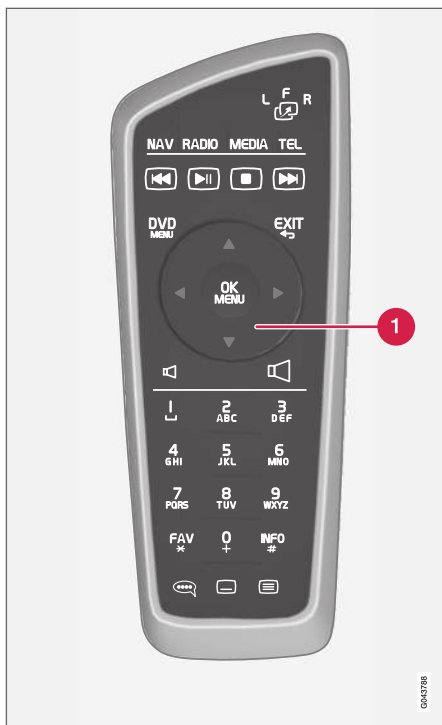 L F R
NAV RADIO MEDIA TEL
DVD EXIT
MENU
OK
MENU
1
1 2 3
ABC DEF
4 5 6
GHI JKL MNO
7 8 9
PQRS TUV WXYZ
FAV 0 INFO
* + #
G043788